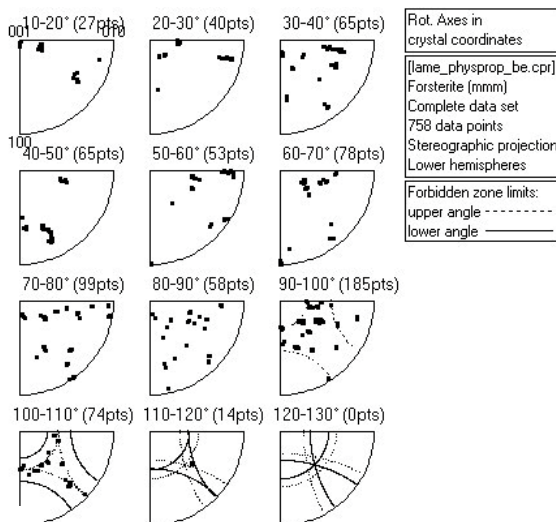 10-20° (27pts)
20-30° (40pts)
30-40° (65pts)
001
010
100
40-50° (65pts)
50-60° (53pts)
60-70° (78pts)
70-80° (99pts)
80-90° (58pts)
90-100° (185pts)
100-110° (74pts)
110-120° (14pts)
120-130° (0pts)
Rot. Axes in
crystal coordinates
[lame_physprop_be.cpr]
Forsterite (mmm)
Complete data set
758 data points
Stereographic projection
Lower hemispheres
Forbidden zone limits:
upper angle
lower angle